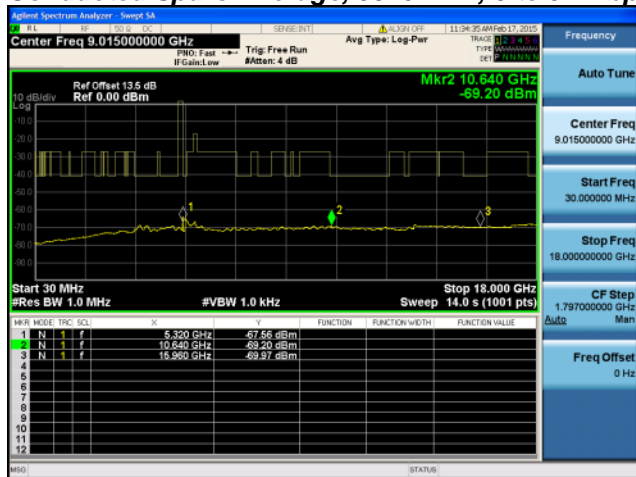 Agilent Spectrum Analyzer - Swept SA
RL RF 50 Ω DC SENSE:INT ALIGN OFF 11:34:35 AM Feb 17, 2015
Center Freq 9.015000000 GHz
PNO: Fast
IFGain:Low
Trig: Free Run
#Atten: 4 dB
Avg Type: Log-Pwr
TRACE 1 2 3 4 5 6
TYPE
DET P N N N N N
Frequency
Auto Tune
Mkr2 10.640 GHz
-69.20 dBm
Ref Offset 13.5 dB
10 dB/div Ref 0.00 dBm
Log
-10.0
-20.0
-30.0
-40.0
-50.0
-60.0
-70.0
-80.0
-90.0
1
2
3
Center Freq
9.015000000 GHz
Start Freq
30.000000 MHz
Stop Freq
18.000000000 GHz
CF Step
1.797000000 GHz
Auto Man
Freq Offset
0 Hz
Start 30 MHz Stop 18.000 GHz
#Res BW 1.0 MHz #VBW 1.0 kHz Sweep 14.0 s (1001 pts)
MKR MODE TRC SCL X Y FUNCTION FUNCTION WIDTH FUNCTION VALUE
1 N 1 f 5.320 GHz -67.56 dBm
2 N 1 f 10.640 GHz -69.20 dBm
3 N 1 f 15.960 GHz -69.97 dBm
4
5
6
7
8
9
10
11
12
MSG STATUS